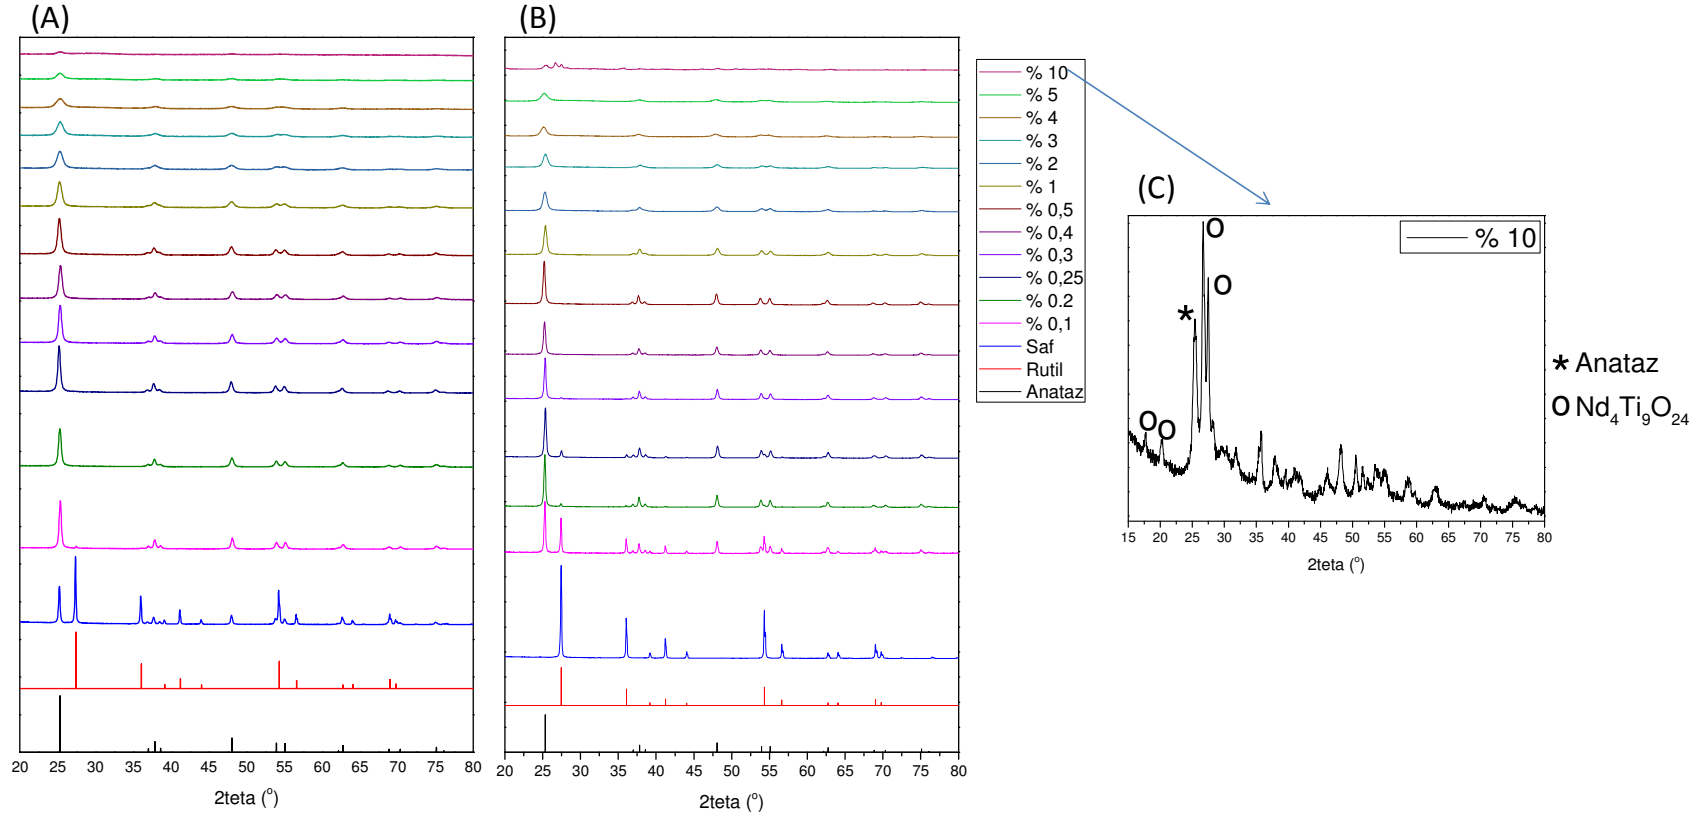 (A)
(B)
% 10
% 5
% 4
% 3
% 2
% 1
% 0,5
% 0,4
% 0,3
% 0,25
% 0.2
% 0,1
Saf
Rutil
Anataz
(C)
% 10
* Anataz
O Nd₄Ti₉O₂₄
O
O
*
O O
15 20 25 30 35 40 45 50 55 60 65 70 75 80
2teta (°)
20 25 30 35 40 45 50 55 60 65 70 75 80
2teta (°)
20 25 30 35 40 45 50 55 60 65 70 75 80
2teta (°)